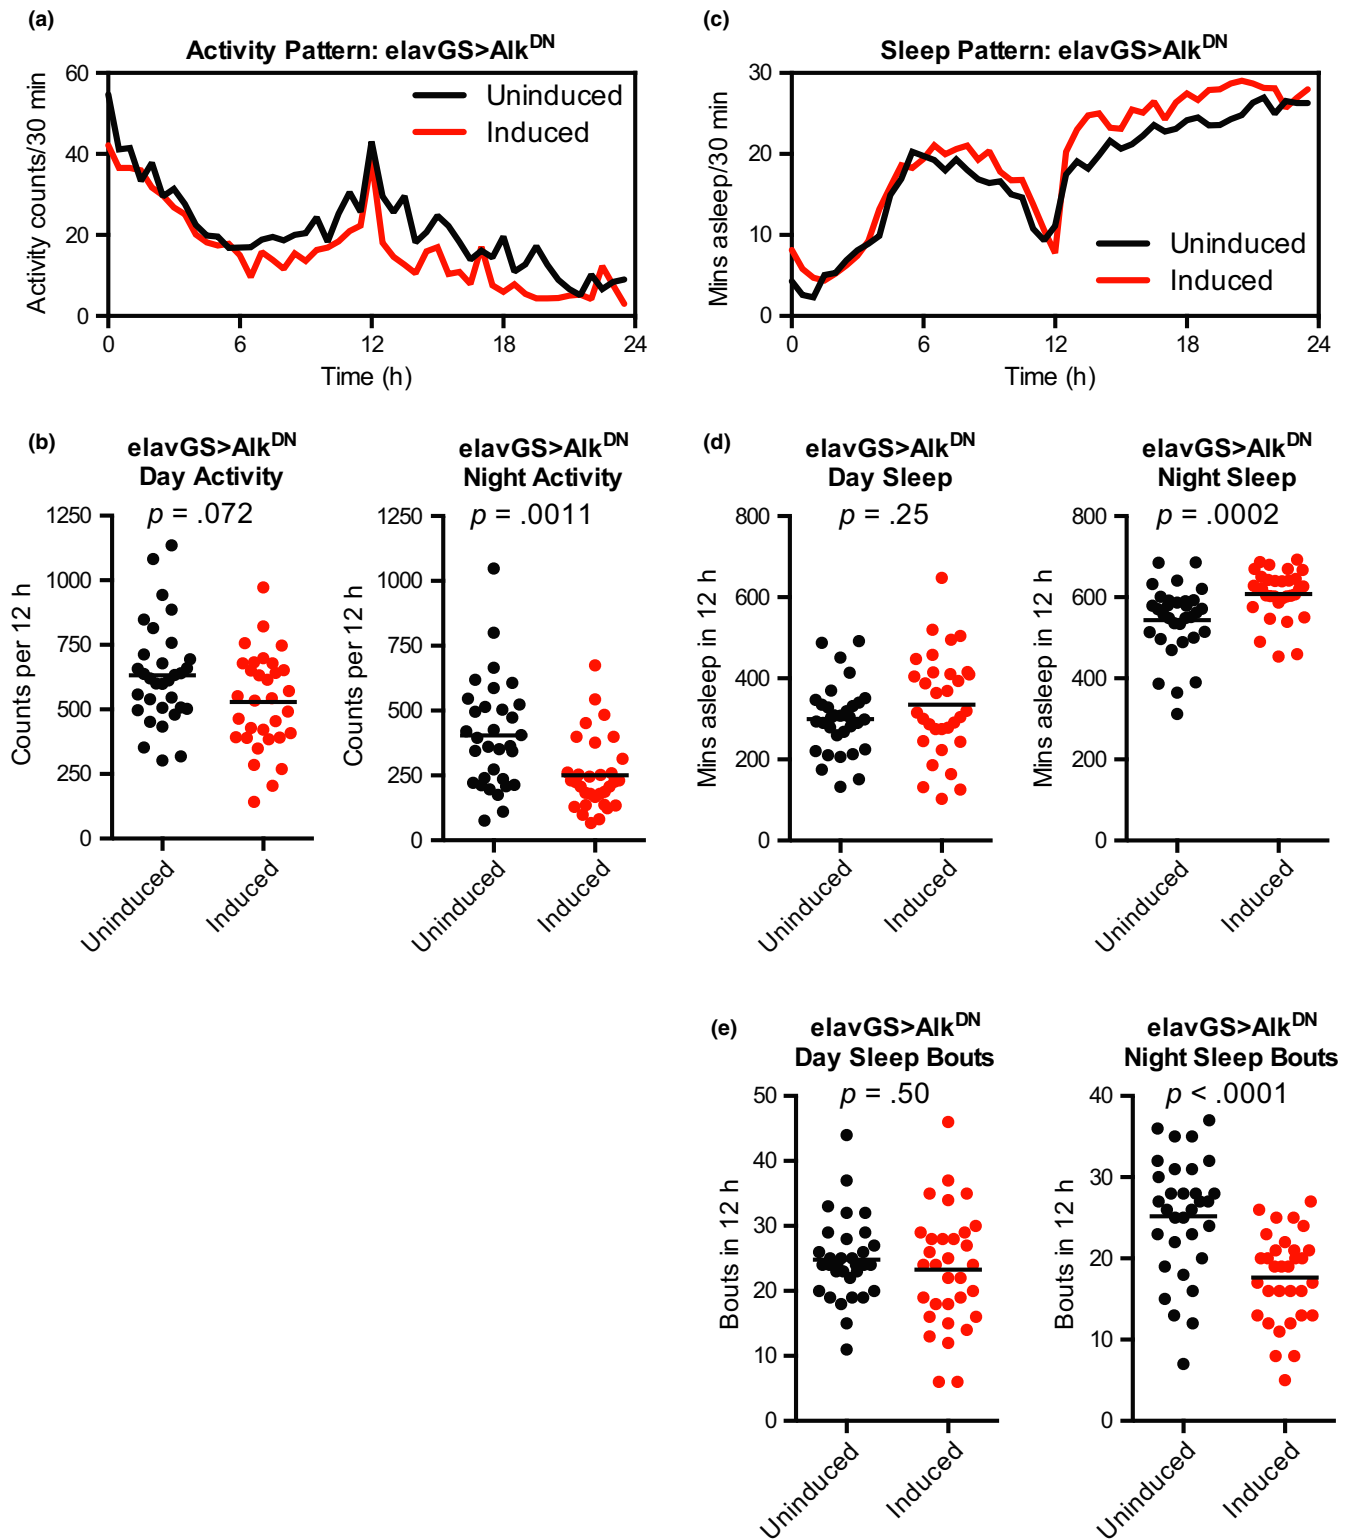 (a)
Activity Pattern: elavGS>Alk^DN
60
40
20
0
Activity counts/30 min
Uninduced
Induced
0 6 12 18 24
Time (h)
(c)
Sleep Pattern: elavGS>Alk^DN
30
20
10
0
Mins asleep/30 min
Uninduced
Induced
0 6 12 18 24
Time (h)
(b)
elavGS>Alk^DN
Day Activity
p = .072
1250
1000
750
500
250
0
Counts per 12 h
Uninduced
Induced
elavGS>Alk^DN
Night Activity
p = .0011
1250
1000
750
500
250
0
Counts per 12 h
Uninduced
Induced
(d)
elavGS>Alk^DN
Day Sleep
p = .25
800
600
400
200
0
Mins asleep in 12 h
Uninduced
Induced
elavGS>Alk^DN
Night Sleep
p = .0002
800
600
400
200
0
Mins asleep in 12 h
Uninduced
Induced
(e)
elavGS>Alk^DN
Day Sleep Bouts
p = .50
50
40
30
20
10
0
Bouts in 12 h
Uninduced
Induced
elavGS>Alk^DN
Night Sleep Bouts
p < .0001
40
30
20
10
0
Bouts in 12 h
Uninduced
Induced